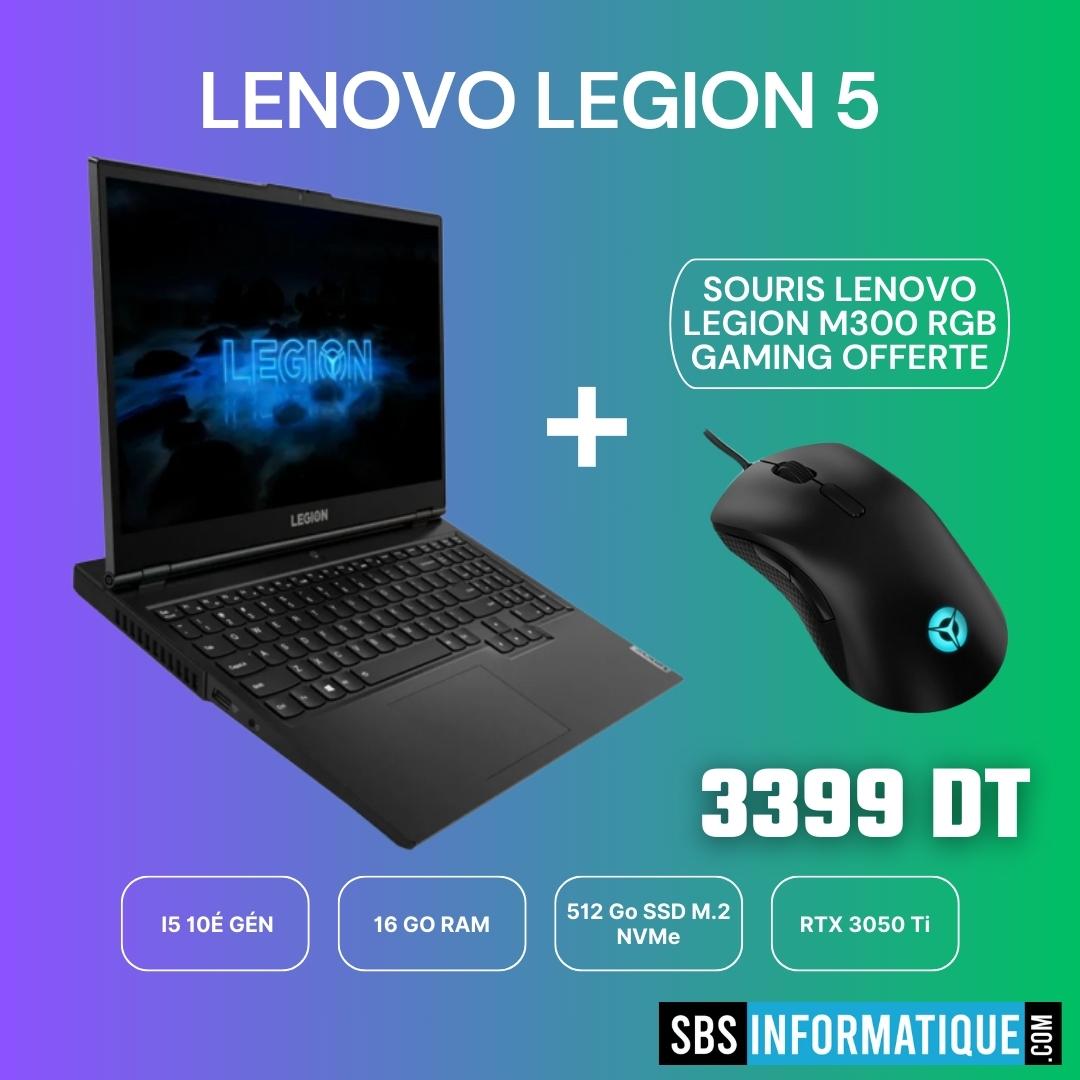 LENOVO LEGION 5
LEGION
LEGION
SOURIS LENOVO
LEGION M300 RGB
GAMING OFFERTE
3399 DT
I5 10É GÉN
16 GO RAM
512 Go SSD M.2
NVMe
RTX 3050 Ti
SBS INFORMATIQUE.COM